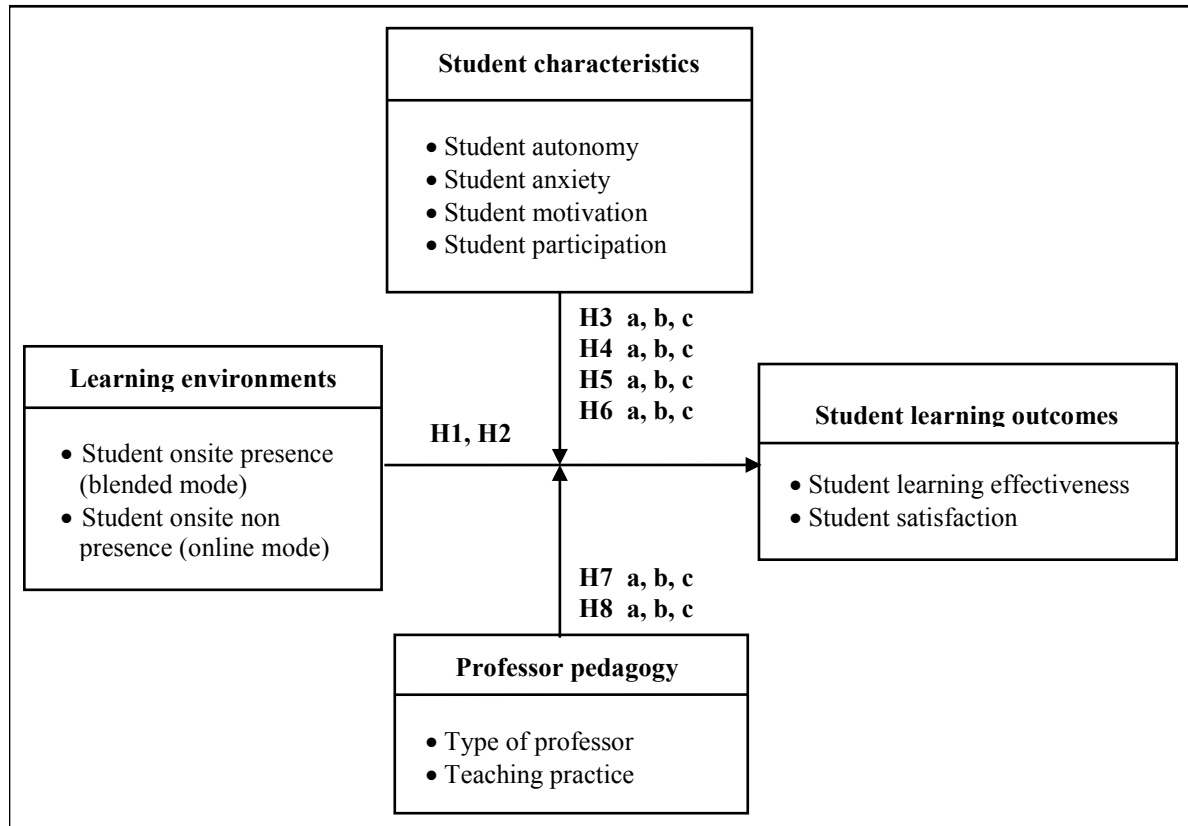 Student characteristics
• Student autonomy
• Student anxiety
• Student motivation
• Student participation
H3 a, b, c
H4 a, b, c
H5 a, b, c
H6 a, b, c
Learning environments
• Student onsite presence
(blended mode)
• Student onsite non
presence (online mode)
H1, H2
Student learning outcomes
• Student learning effectiveness
• Student satisfaction
H7 a, b, c
H8 a, b, c
Professor pedagogy
• Type of professor
• Teaching practice